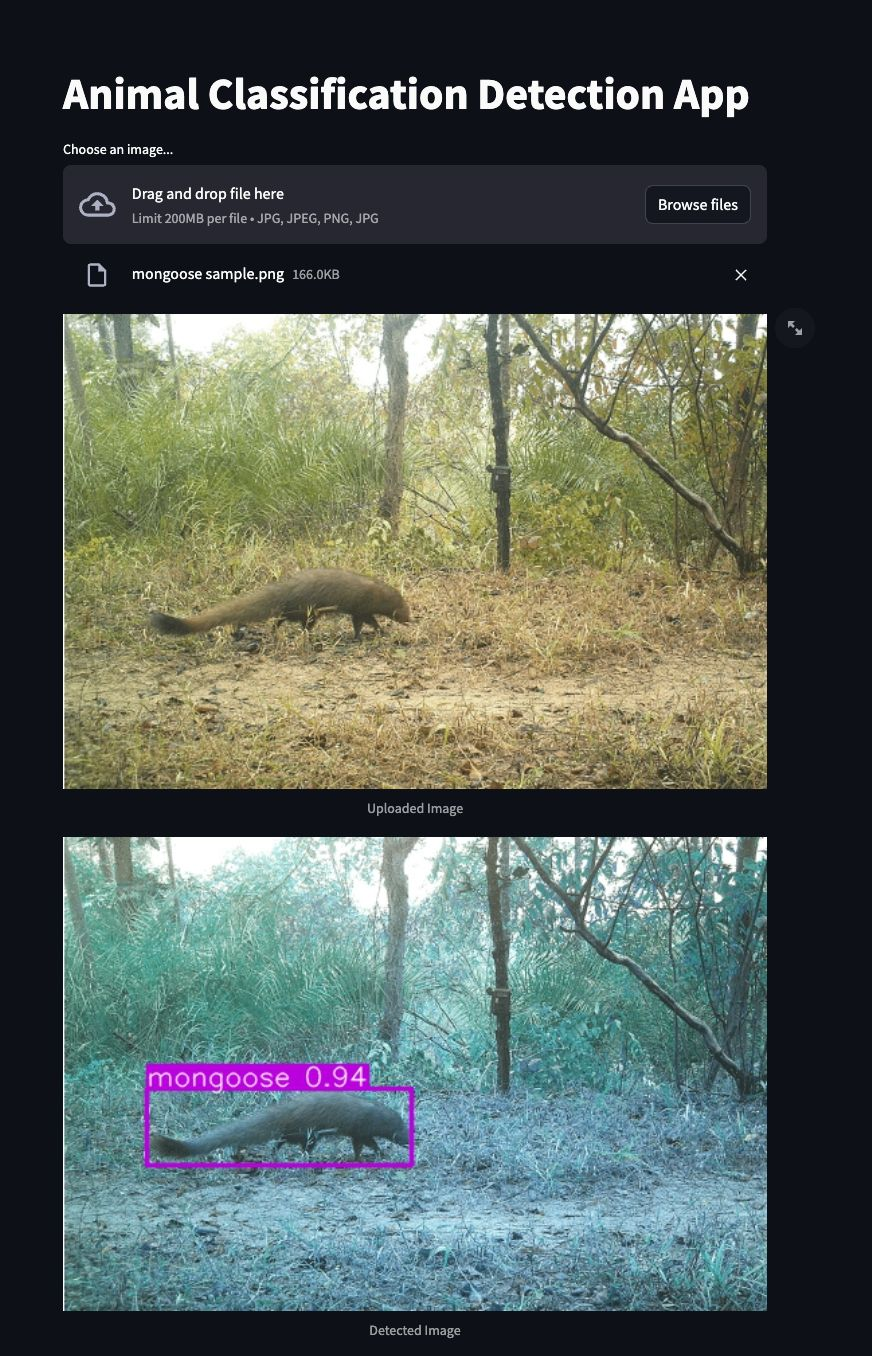 Animal Classification Detection App
Choose an image...
Drag and drop file here
Limit 200MB per file • JPG, JPEG, PNG, JPG
Browse files
mongoose sample.png 166.0KB
Uploaded Image
mongoose 0.94
Detected Image